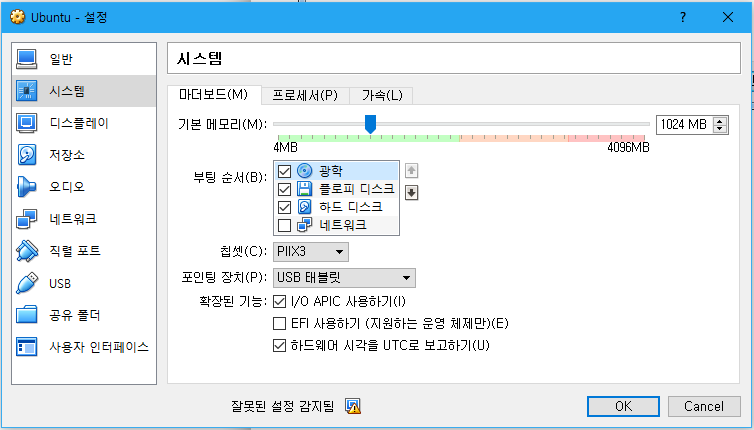 Ubuntu - 설정
?
일반
시스템
디스플레이
저장소
오디오
네트워크
직렬 포트
USB
공유 폴더
사용자 인터페이스
시스템
마더보드(M) 프로세서(P) 가속(L)
기본 메모리(M): 1024 MB
4MB 4096MB
부팅 순서(B): 광학
플로피 디스크
하드 디스크
네트워크
칩셋(C): PIIX3
포인팅 장치(P): USB 태블릿
확장된 기능: I/O APIC 사용하기(I)
EFI 사용하기 (지원하는 운영 체제만)(E)
하드웨어 시각을 UTC로 보고하기(U)
잘못된 설정 감지됨 OK Cancel